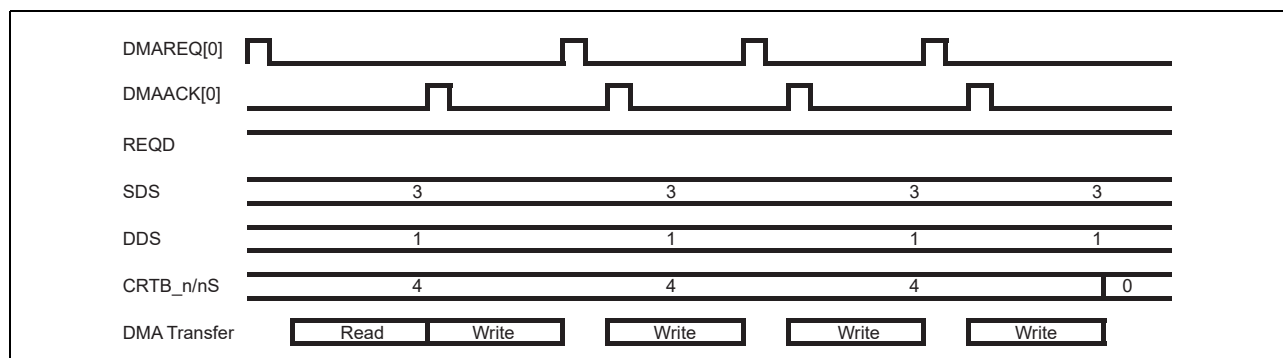 DMAREQ[0]
DMAACK[0]
REQD
SDS 3 3 3 3
DDS 1 1 1 1
CRTB_n/nS 4 4 4 0
DMA Transfer Read Write Write Write Write